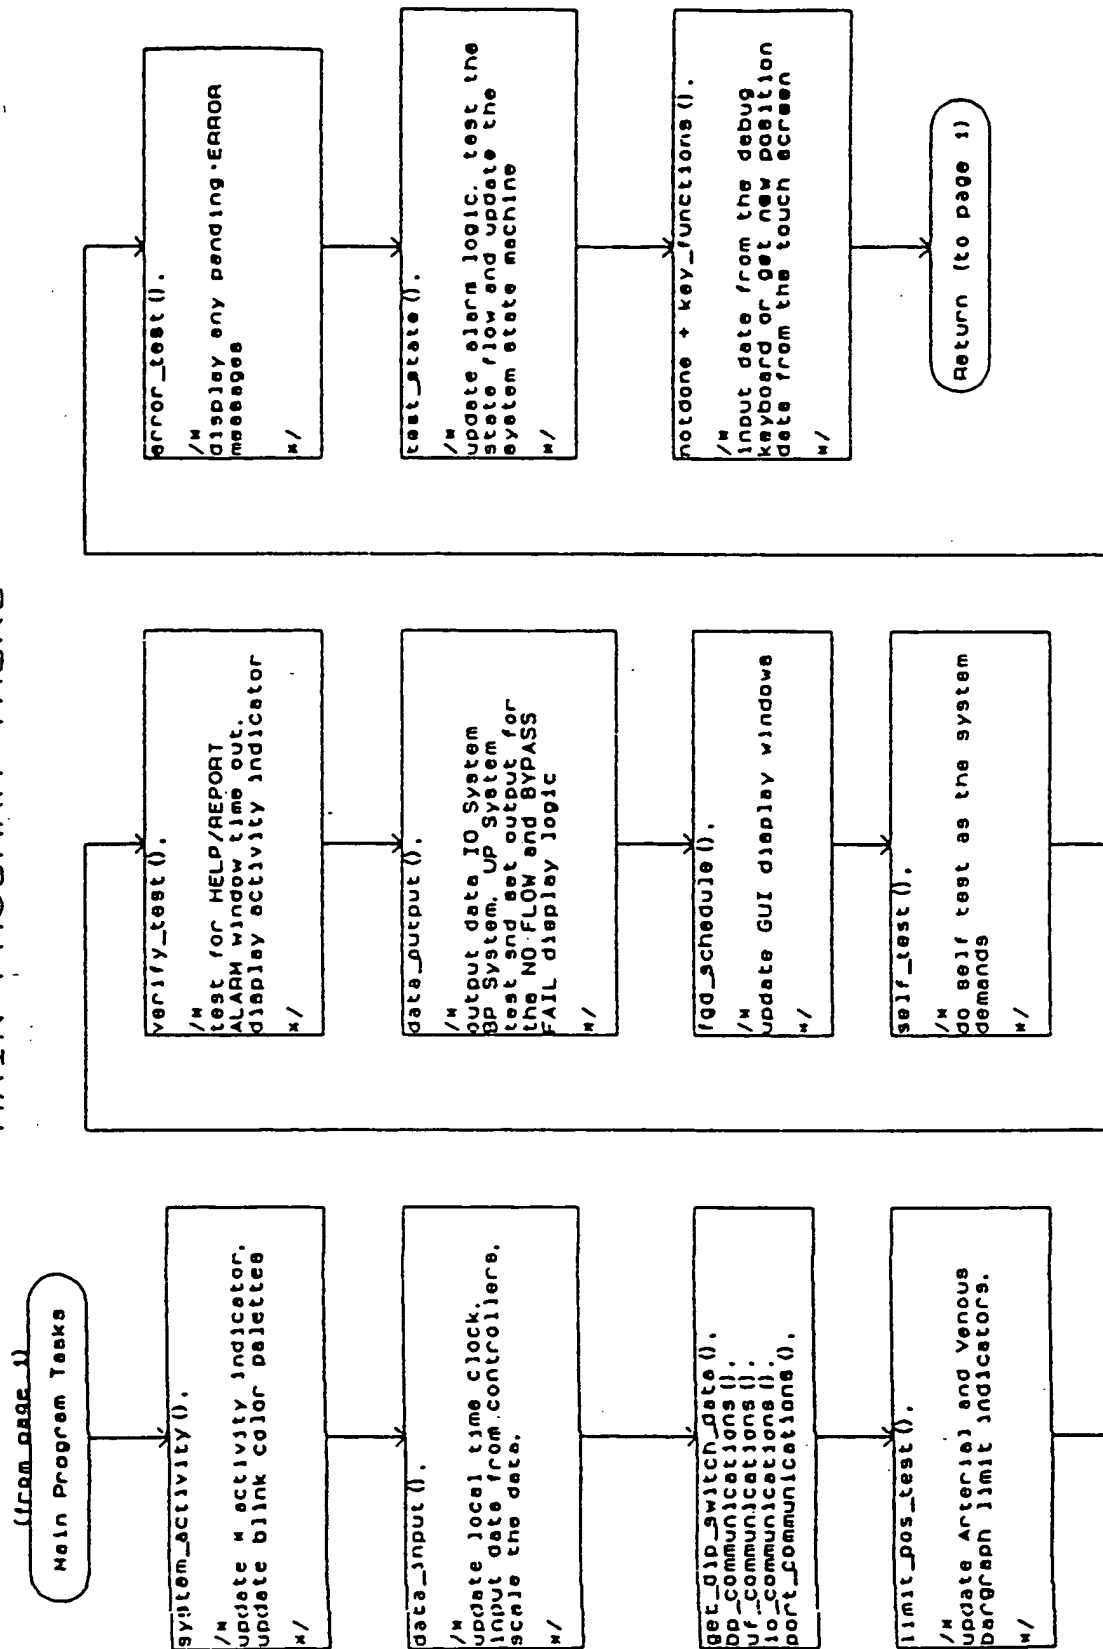 (from page 1)
Main Program Tasks
system_activity(),
/*
update * activity indicator,
update blink color palettes
*/
data_input(),
/*
update local time clock,
input data from controllers,
scale the data.
*/
get_dip_switch_data(),
bp_communications(),
uf_communications(),
io_communications(),
port_communications(),
limit_pos_test(),
/*
update Arterial and Venous
bargraph limit indicators.
*/
verify_test(),
/*
test for HELP/REPORT
ALARM window time out,
display activity indicator
*/
data_output(),
/*
output data IO System
BP System, UP System
test and set output for
the NO FLOW and BYPASS
FAIL display logic
*/
fgd_schedule(),
/*
update GUI display windows
*/
self_test(),
/*
do self test as the system
demands
*/
error_test(),
/*
display any pending ERROR
messages
*/
test_state(),
/*
update alarm logic, test the
state flow and update the
system state machine
*/
notdone + key_functions(),
/*
input data from the debug
keyboard or get new position
data from the touch screen
*/
Return (to page 1)